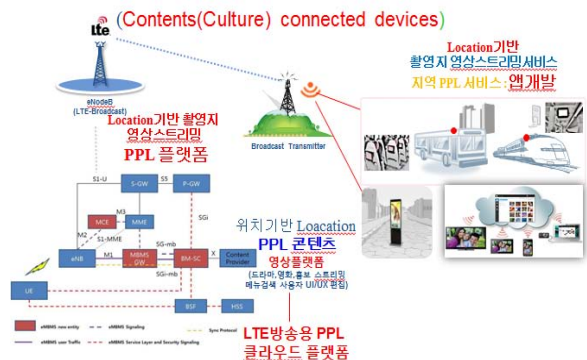 (Contents(Culture) connected devices)
Lte
eNodeB
(LTE-Broadcast)
Location기반 촬영지
영상스트리밍
PPL 플랫폼
Broadcast Transmitter
Location기반
촬영지 영상스트리밍서비스
지역 PPL 서비스 : 앱개발
S1-U
S-GW
S5
P-GW
SGi
MCE
M3
MME
M2
S1-MME
eNB
M1
SG-mb
MBMS
GW
SGi-mb
BM-SC
X
Content
Provider
UE
BSF
HSS
위치기반 Loacation
PPL 콘텐츠
영상플랫폼
(드라마,영화,홍보 스트리밍
메뉴검색 사용자 UI/UX 편집)
LTE방송용 PPL
클라우드 플랫폼
eMBMS new entity
eMBMS Signaling
Sync Protocol
eMBMS user Traffic
eMBMS Service Layer and Security Signaling